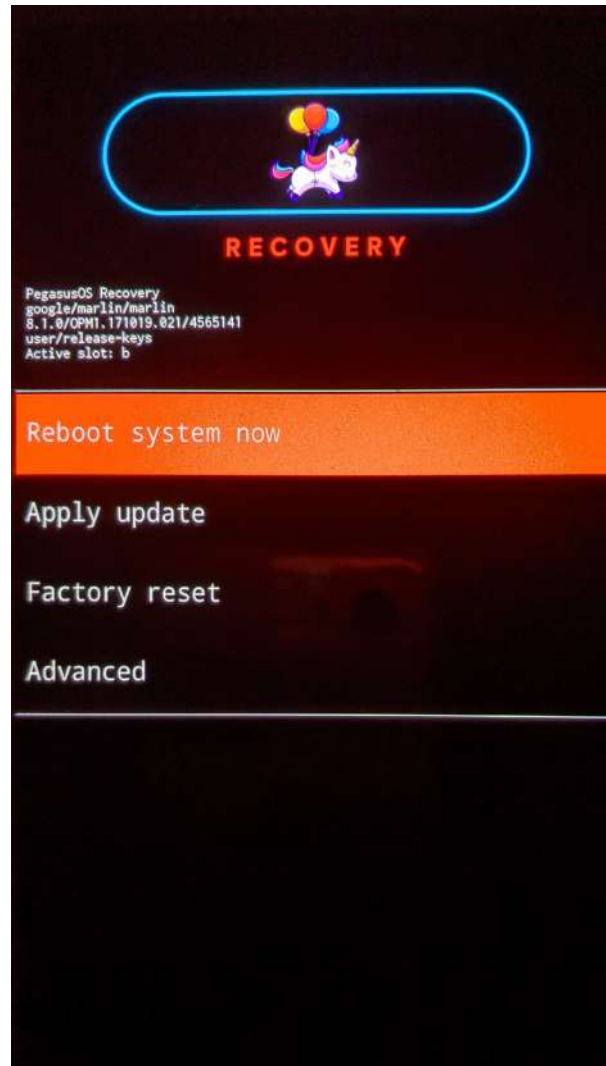 RECOVERY
PegasusOS Recovery
google/marlin/marlin
8.1.0/OPM1.171019.021/4565141
user/release-keys
Active slot: b
Reboot system now
Apply update
Factory reset
Advanced